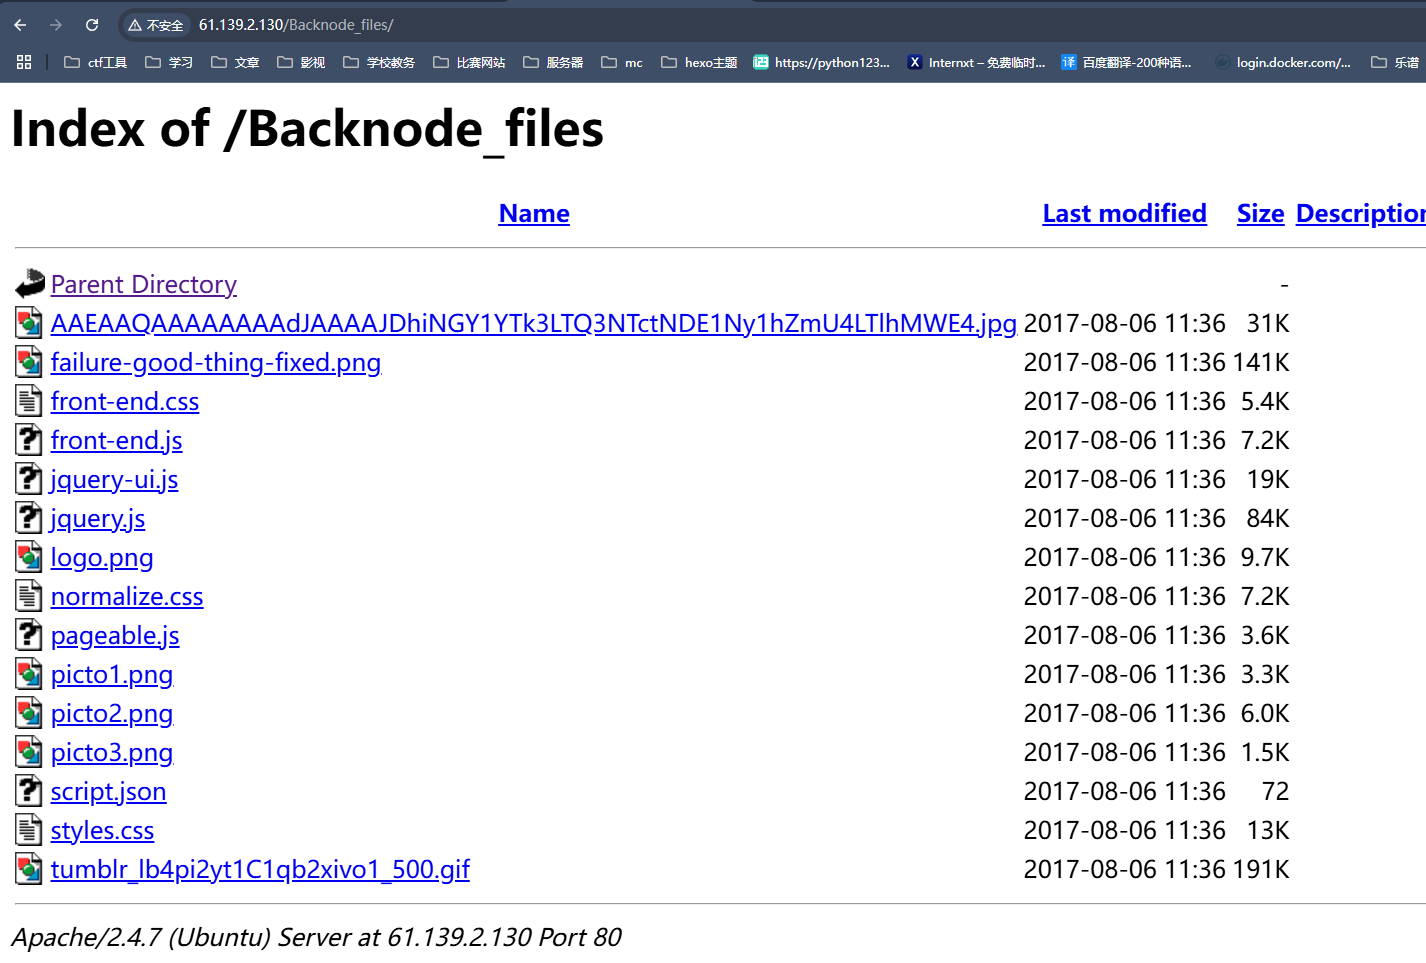 不安全 61.139.2.130/Backnode_files/
ctf工具 学习 文章 影视 学校教务 比赛网站 服务器 mc hexo主题 https://python123... Internxt – 免费临时... 译 百度翻译-200种语... login.docker.com/... 乐谱
Index of /Backnode_files
Name Last modified Size Description
Parent Directory -
AAEAAQAAAAAAAAdJAAAAJDhiNGY1YTk3LTQ3NTctNDE1Ny1hZmU4LTlhMWE4.jpg 2017-08-06 11:36 31K
failure-good-thing-fixed.png 2017-08-06 11:36 141K
front-end.css 2017-08-06 11:36 5.4K
front-end.js 2017-08-06 11:36 7.2K
jquery-ui.js 2017-08-06 11:36 19K
jquery.js 2017-08-06 11:36 84K
logo.png 2017-08-06 11:36 9.7K
normalize.css 2017-08-06 11:36 7.2K
pageable.js 2017-08-06 11:36 3.6K
picto1.png 2017-08-06 11:36 3.3K
picto2.png 2017-08-06 11:36 6.0K
picto3.png 2017-08-06 11:36 1.5K
script.json 2017-08-06 11:36 72
styles.css 2017-08-06 11:36 13K
tumblr_lb4pi2yt1C1qb2xivo1_500.gif 2017-08-06 11:36 191K
Apache/2.4.7 (Ubuntu) Server at 61.139.2.130 Port 80